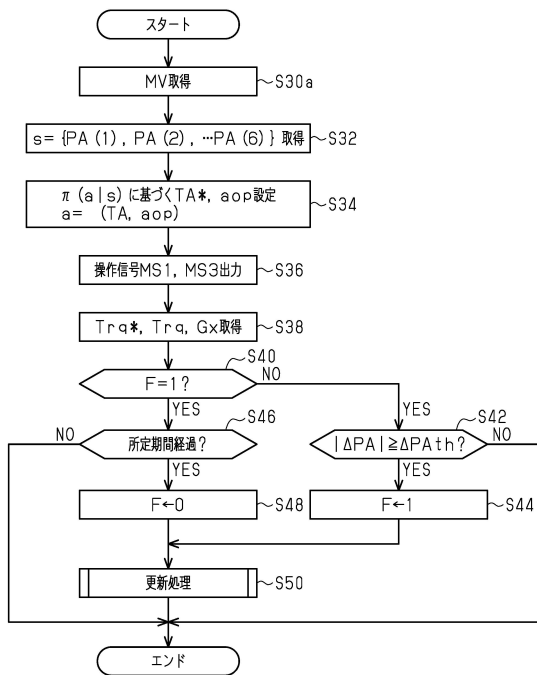 スタート
MV取得
S30a
s= {PA (1) , PA (2) , …PA (6) } 取得
S32
π (a|s) に基づくTA*, aop設定
a= (TA, aop)
S34
操作信号MS1, MS3出力
S36
Trq*, Trq, Gx取得
S38
F=1?
S40
NO
YES
YES
所定期間経過?
S46
NO
YES
|ΔPA|≧ΔPAth?
S42
NO
YES
F←0
S48
F←1
S44
更新処理
S50
エンド